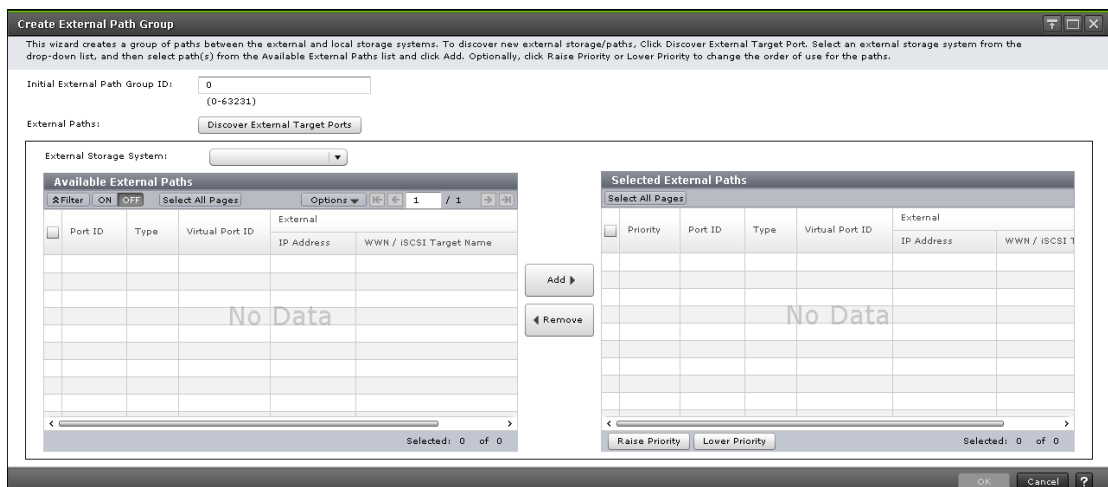 Create External Path Group
This wizard creates a group of paths between the external and local storage systems. To discover new external storage/paths, Click Discover External Target Port. Select an external storage system from the
drop-down list, and then select path(s) from the Available External Paths list and click Add. Optionally, click Raise Priority or Lower Priority to change the order of use for the paths.
Initial External Path Group ID: 0
(0-63231)
External Paths: Discover External Target Ports
External Storage System:
Available External Paths
Filter ON OFF Select All Pages Options 1 / 1
Port ID Type Virtual Port ID External
IP Address WWN / iSCSI Target Name
No Data
Selected: 0 of 0
Add
Remove
Selected External Paths
Select All Pages
Priority Port ID Type Virtual Port ID External
IP Address WWN / iSCSI T
No Data
Raise Priority Lower Priority Selected: 0 of 0
OK Cancel ?